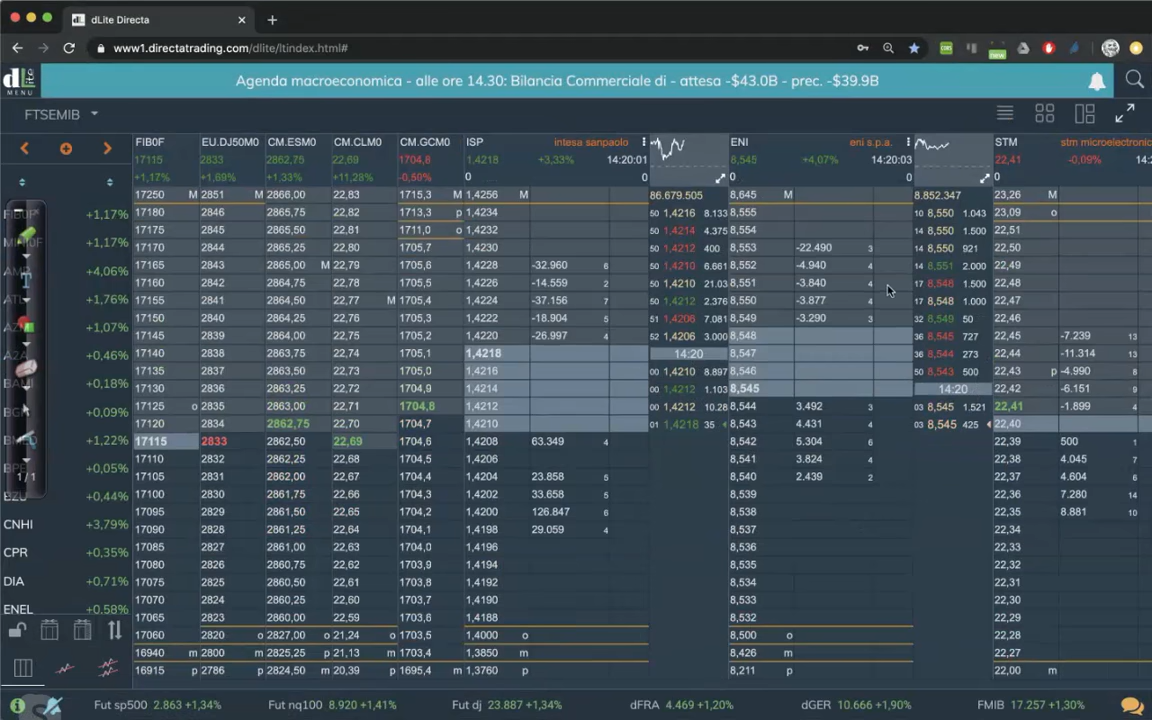 dLite Directa
www1.directatrading.com/dlite/ltindex.html#
new
dL
MENU
Agenda macroeconomica - alle ore 14.30: Bilancia Commerciale di - attesa -$43.0B - prec. -$39.9B
FTSEMIB
FIB0F EU.DJ50M0 CM.ESM0 CM.CLM0 CM.GCM0 ISP intesa sanpaolo ENI eni s.p.a. STM stm microelectronic
17115 2833 2862,75 22,69 1704,8 1,4218 +3,33% 14:20:01 8,545 +4,07% 14:20:03 22,41 -0,09% 14:2
+1,17% +1,69% +1,33% +11,28% -0,50% 0 0 0 0 0
17250 M 2851 M 2866,00 22,83 1715,3 M 1,4256 M 86.679.505 8,645 M 8.852.347 23,26 M
17180 2846 2865,75 22,82 1713,3 p 1,4234 50 1,4216 8.133 8,555 10 8,550 1.043 23,09 o
17175 2845 2865,50 22,81 1711,0 o 1,4232 50 1,4214 4.375 8,554 14 8,550 1.500 22,51
17170 2844 2865,25 22,80 1705,7 1,4230 50 1,4212 400 8,553 -22.490 3 14 8,550 921 22,50
17165 2843 2865,00 M 22,79 1705,6 1,4228 -32.960 6 50 1,4210 6.661 8,552 -4.940 4 14 8,551 2.000 22,49
17160 2842 2864,75 22,78 1705,5 1,4226 -14.559 2 50 1,4210 21.03 8,551 -3.840 4 17 8,548 1.500 22,48
17155 2841 2864,50 22,77 M 1705,4 1,4224 -37.156 7 50 1,4212 2.376 8,550 -3.877 4 17 8,548 1.000 22,47
17150 2840 2864,25 22,76 1705,3 1,4222 -18.904 5 51 1,4206 7.081 8,549 -3.290 3 32 8,549 50 22,46
17145 2839 2864,00 22,75 1705,2 1,4220 -26.997 4 52 1,4206 3.000 8,548 36 8,545 727 22,45 -7.239 13
17140 2838 2863,75 22,74 1705,1 1,4218 14:20 8,547 36 8,544 273 22,44 -11.314 13
17135 2837 2863,50 22,73 1705,0 1,4216 00 1,4210 8.897 8,546 50 8,543 500 22,43 p -4.990 8
17130 2836 2863,25 22,72 1704,9 1,4214 00 1,4212 1.103 8,545 14:20 22,42 -6.151 9
17125 o 2835 2863,00 22,71 1704,8 1,4212 00 1,4212 10.28 8,544 3.492 3 03 8,545 1.521 22,41 -1.899 4
17120 2834 2862,75 22,70 1704,7 1,4210 01 1,4218 35 8,543 4.431 4 03 8,545 425 22,40
17115 2833 2862,50 22,69 1704,6 1,4208 63.349 4 8,542 5.304 6 22,39 500 1
17110 2832 2862,25 22,68 1704,5 1,4206 8,541 3.824 4 22,38 4.045 7
17105 2831 2862,00 22,67 1704,4 1,4204 23.858 5 8,540 2.439 2 22,37 4.604 6
17100 2830 2861,75 22,66 1704,3 1,4202 33.658 5 8,539 22,36 7.280 14
17095 2829 2861,50 22,65 1704,2 1,4200 126.847 6 8,538 22,35 8.881 10
17090 2828 2861,25 22,64 1704,1 1,4198 29.059 4 8,537 22,34
17085 2827 2861,00 22,63 1704,0 1,4196 8,536 22,33
17080 2826 2860,75 22,62 1703,9 1,4194 8,535 22,32
17075 2825 2860,50 22,61 1703,8 1,4192 8,534 22,31
17070 2824 2860,25 22,60 1703,7 1,4190 8,533 22,30
17065 2823 2860,00 22,59 1703,6 1,4188 8,532 22,29
17060 2820 o 2827,00 o 21,24 o 1703,5 1,4000 o 8,500 o 22,28
16940 m 2800 m 2825,25 p 21,13 m 1703,4 1,3850 m 8,426 m 22,27
16915 p 2786 p 2824,50 m 20,39 p 1695,4 m 1,3760 p 8,211 p 22,00 m
+1,17%
+1,17%
+4,06%
+1,76%
+1,07%
A2A +0,46%
+0,18%
+0,09%
+1,22%
+0,05%
1/1
+0,44%
CNHI +3,79%
CPR +0,35%
DIA +0,71%
ENEL +0.58%
Fut sp500 2.863 +1,34% Fut nq100 8.920 +1,41% Fut dj 23.887 +1,34% dFRA 4.469 +1,20% dGER 10.666 +1,90% FMIB 17.257 +1,30%